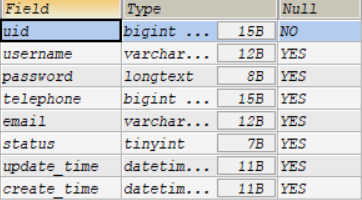 Field Type Null
uid bigint ... 15B NO
username varchar... 12B YES
password longtext 8B YES
telephone bigint ... 15B YES
email varchar... 12B YES
status tinyint 7B YES
update_time datetim... 11B YES
create_time datetim... 11B YES